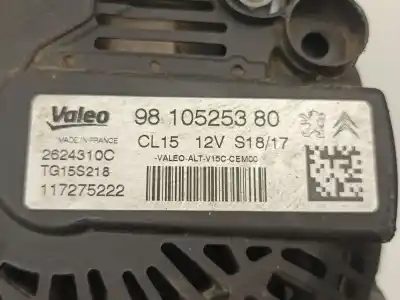 Valeo 98 105253 80
MADE IN FRANCE CL15 12V S18/17
2624310C -VALEO-ALT-V15C-CEM00
TG15S218
117275222